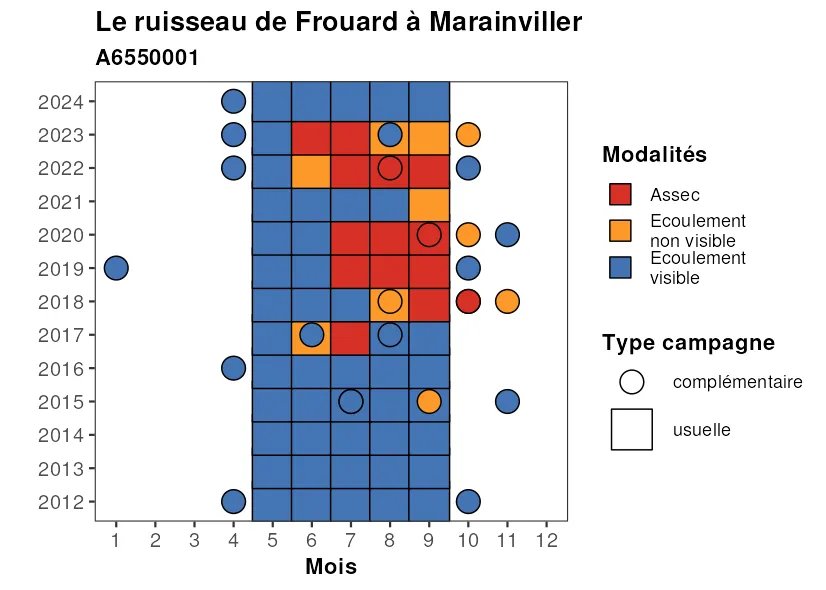 Le ruisseau de Frouard à Marainviller
A6550001
2024
2023
2022
2021
2020
2019
2018
2017
2016
2015
2014
2013
2012
1 2 3 4 5 6 7 8 9 10 11 12
Mois
Modalités
Assec
Ecoulement
non visible
Ecoulement
visible
Type campagne
complémentaire
usuelle